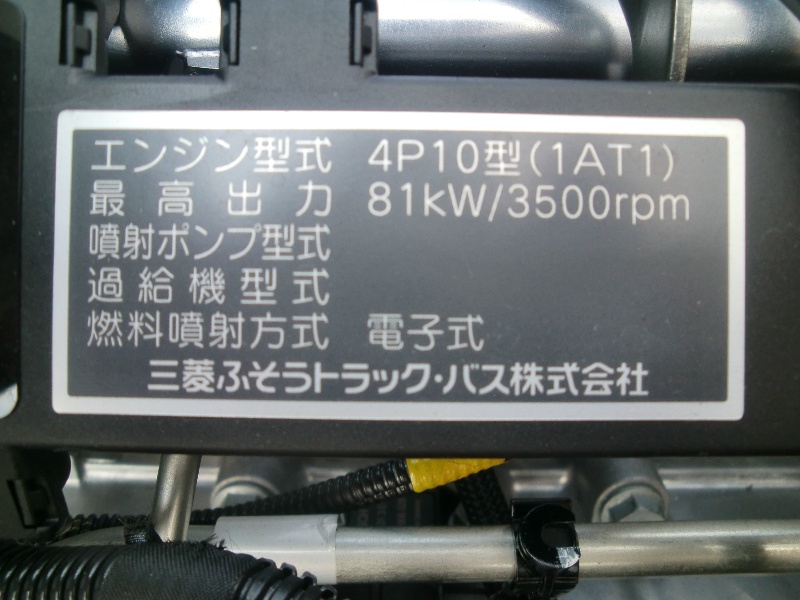 エンジン型式 4P10型(1AT1)
最高出力 81kW/3500rpm
噴射ポンプ型式
過給機型式
燃料噴射方式 電子式
三菱ふそうトラック・バス株式会社